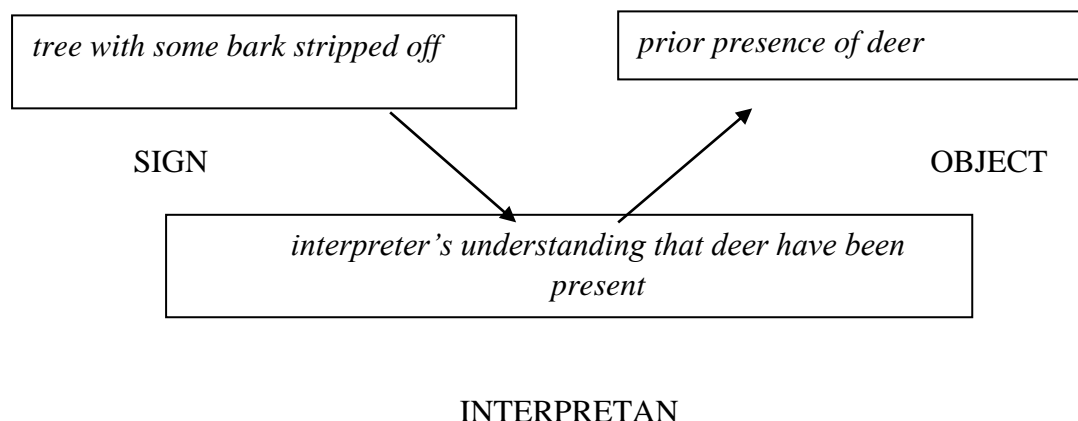 tree with some bark stripped off
prior presence of deer
SIGN
OBJECT
interpreter’s understanding that deer have been
present
INTERPRETAN